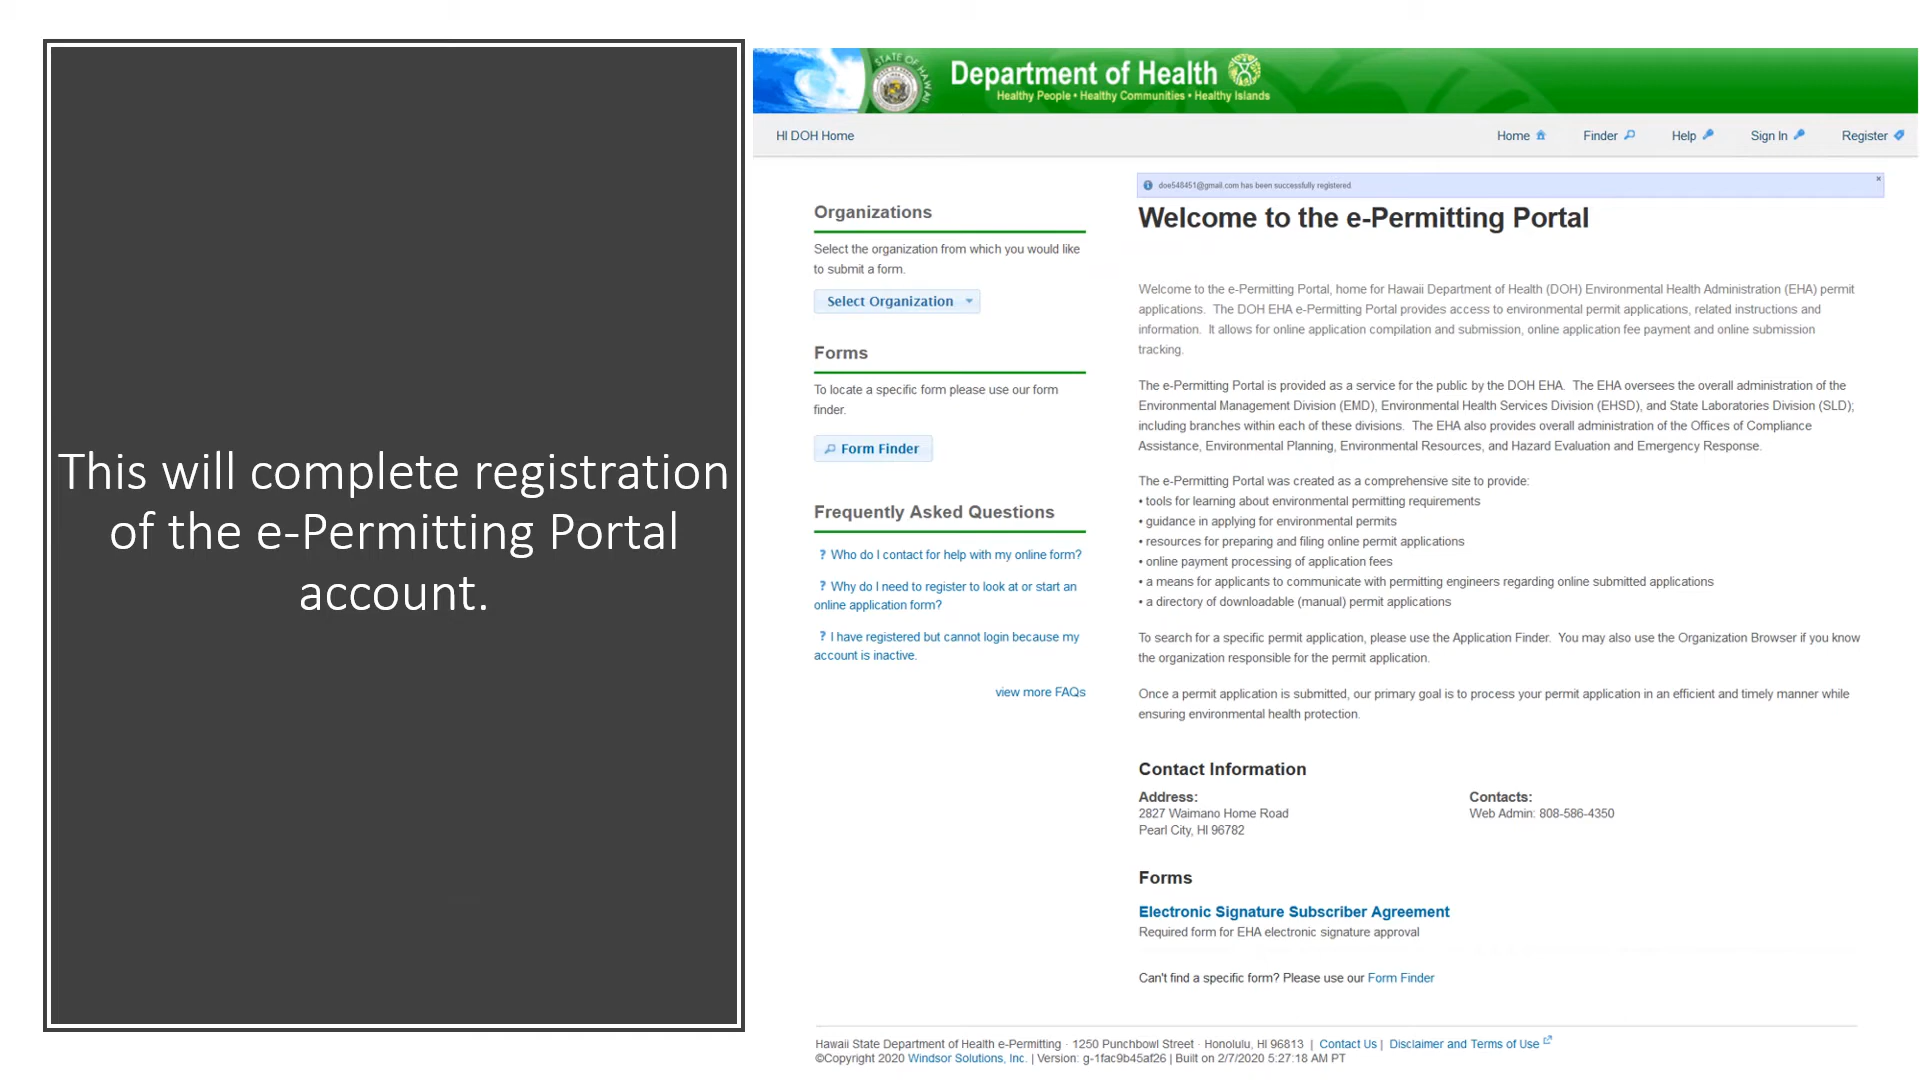 This will complete registration
of the e-Permitting Portal
account.
STATE OF HAWAII
Department of Health
Healthy People • Healthy Communities • Healthy Islands
HI DOH Home
Home
Finder
Help
Sign In
Register
doe548451@gmail.com has been successfully registered.
Organizations
Select the organization from which you would like
to submit a form.
Select Organization
Forms
To locate a specific form please use our form
finder.
Form Finder
Frequently Asked Questions
? Who do I contact for help with my online form?
? Why do I need to register to look at or start an
online application form?
? I have registered but cannot login because my
account is inactive.
view more FAQs
Welcome to the e-Permitting Portal
Welcome to the e-Permitting Portal, home for Hawaii Department of Health (DOH) Environmental Health Administration (EHA) permit
applications. The DOH EHA e-Permitting Portal provides access to environmental permit applications, related instructions and
information. It allows for online application compilation and submission, online application fee payment and online submission
tracking.
The e-Permitting Portal is provided as a service for the public by the DOH EHA. The EHA oversees the overall administration of the
Environmental Management Division (EMD), Environmental Health Services Division (EHSD), and State Laboratories Division (SLD);
including branches within each of these divisions. The EHA also provides overall administration of the Offices of Compliance
Assistance, Environmental Planning, Environmental Resources, and Hazard Evaluation and Emergency Response.
The e-Permitting Portal was created as a comprehensive site to provide:
• tools for learning about environmental permitting requirements
• guidance in applying for environmental permits
• resources for preparing and filing online permit applications
• online payment processing of application fees
• a means for applicants to communicate with permitting engineers regarding online submitted applications
• a directory of downloadable (manual) permit applications
To search for a specific permit application, please use the Application Finder. You may also use the Organization Browser if you know
the organization responsible for the permit application.
Once a permit application is submitted, our primary goal is to process your permit application in an efficient and timely manner while
ensuring environmental health protection.
Contact Information
Address:
2827 Waimano Home Road
Pearl City, HI 96782
Contacts:
Web Admin: 808-586-4350
Forms
Electronic Signature Subscriber Agreement
Required form for EHA electronic signature approval
Can't find a specific form? Please use our Form Finder
Hawaii State Department of Health e-Permitting · 1250 Punchbowl Street · Honolulu, HI 96813 | Contact Us | Disclaimer and Terms of Use
©Copyright 2020 Windsor Solutions, Inc. | Version: g-1fac9b45af26 | Built on 2/7/2020 5:27:18 AM PT